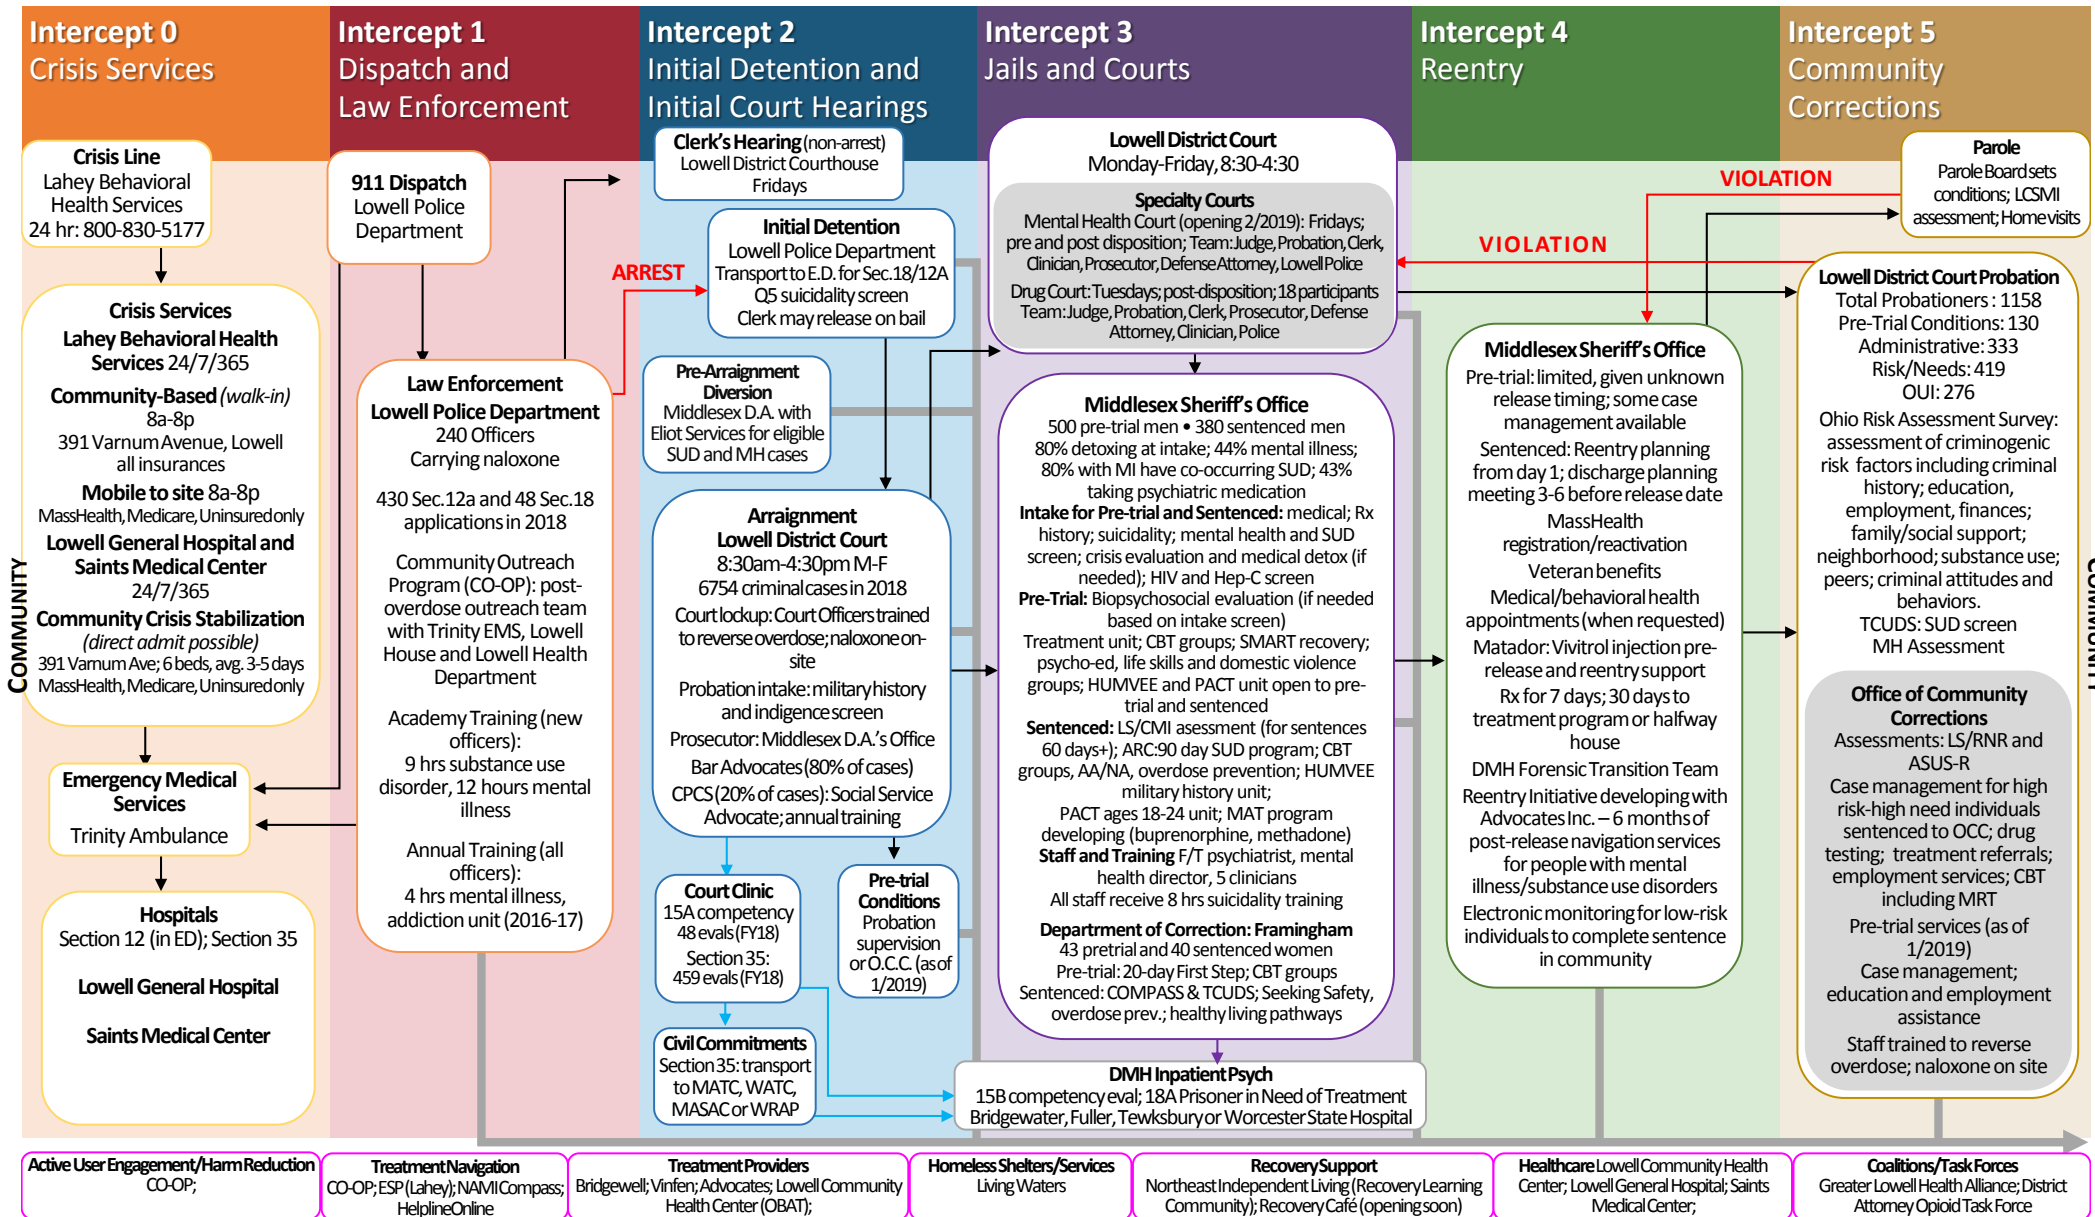 Intercept 0
Crisis Services
Intercept 1
Dispatch and
Law Enforcement
Intercept 2
Initial Detention and
Initial Court Hearings
Intercept 3
Jails and Courts
Intercept 4
Reentry
Intercept 5
Community
Corrections
COMMUNITY
Crisis Line
Lahey Behavioral
Health Services
24 hr: 800-830-5177
Crisis Services
Lahey Behavioral Health
Services 24/7/365
Community-Based (walk-in)
8a-8p
391 Varnum Avenue, Lowell
all insurances
Mobile to site 8a-8p
MassHealth, Medicare, Uninsured only
Lowell General Hospital and
Saints Medical Center
24/7/365
Community Crisis Stabilization
(direct admit possible)
391 Varnum Ave; 6 beds, avg. 3-5 days
MassHealth, Medicare, Uninsured only
Emergency Medical
Services
Trinity Ambulance
Hospitals
Section 12 (in ED); Section 35
Lowell General Hospital
Saints Medical Center
911 Dispatch
Lowell Police
Department
Law Enforcement
Lowell Police Department
240 Officers
Carrying naloxone
430 Sec.12a and 48 Sec.18
applications in 2018
Community Outreach
Program (CO-OP): post-
overdose outreach team
with Trinity EMS, Lowell
House and Lowell Health
Department
Academy Training (new
officers):
9 hrs substance use
disorder, 12 hours mental
illness
Annual Training (all
officers):
4 hrs mental illness,
addiction unit (2016-17)
ARREST
Clerk's Hearing (non-arrest)
Lowell District Courthouse
Fridays
Initial Detention
Lowell Police Department
Transport to E.D. for Sec.18/12A
Q5 suicidality screen
Clerk may release on bail
Pre-Arraignment
Diversion
Middlesex D.A. with
Eliot Services for eligible
SUD and MH cases
Arraignment
Lowell District Court
8:30am-4:30pm M-F
6754 criminal cases in 2018
Court lockup: Court Officers trained
to reverse overdose; naloxone on-
site
Probation intake: military history
and indigence screen
Prosecutor: Middlesex D.A.'s Office
Bar Advocates (80% of cases)
CPCS (20% of cases): Social Service
Advocate; annual training
Court Clinic
15A competency
48 evals (FY18)
Section 35:
459 evals (FY18)
Pre-trial
Conditions
Probation
supervision
or O.C.C. (as of
1/2019)
Civil Commitments
Section 35: transport
to MATC, WATC,
MASAC or WRAP
Lowell District Court
Monday-Friday, 8:30-4:30
Specialty Courts
Mental Health Court (opening 2/2019): Fridays;
pre and post disposition; Team: Judge, Probation, Clerk,
Clinician, Prosecutor, Defense Attorney, Lowell Police
Drug Court: Tuesdays; post-disposition; 18 participants
Team: Judge, Probation, Clerk, Prosecutor, Defense
Attorney, Clinician, Police
Middlesex Sheriff's Office
500 pre-trial men • 380 sentenced men
80% detoxing at intake; 44% mental illness;
80% with MI have co-occurring SUD; 43%
taking psychiatric medication
Intake for Pre-trial and Sentenced: medical; Rx
history; suicidality; mental health and SUD
screen; crisis evaluation and medical detox (if
needed); HIV and Hep-C screen
Pre-Trial: Biopsychosocial evaluation (if needed
based on intake screen)
Treatment unit; CBT groups; SMART recovery;
psycho-ed, life skills and domestic violence
groups; HUMVEE and PACT unit open to pre-
trial and sentenced
Sentenced: LS/CMI asessment (for sentences
60 days+); ARC:90 day SUD program; CBT
groups, AA/NA, overdose prevention; HUMVEE
military history unit;
PACT ages 18-24 unit; MAT program
developing (buprenorphine, methadone)
Staff and Training F/T psychiatrist, mental
health director, 5 clinicians
All staff receive 8 hrs suicidality training
Deprartment of Correction: Framingham
43 pretrial and 40 sentenced women
Pre-trial: 20-day First Step; CBT groups
Sentenced: COMPASS & TCUDS; Seeking Safety,
overdose prev.; healthy living pathways
DMH Inpatient Psych
15B competency eval; 18A Prisoner in Need of Treatment
Bridgewater, Fuller, Tewksbury or Worcester State Hospital
VIOLATION
VIOLATION
Middlesex Sheriff's Office
Pre-trial: limited, given unknown
release timing; some case
management available
Sentenced: Reentry planning
from day 1; discharge planning
meeting 3-6 before release date
MassHealth
registration/reactivation
Veteran benefits
Medical/behavioral health
appointments (when requested)
Matador: Vivitrol injection pre-
release and reentry support
Rx for 7 days; 30 days to
treatment program or halfway
house
DMH Forensic Transition Team
Reentry Initiative developing with
Advocates Inc. – 6 months of
post-release navigation services
for people with mental
illness/substance use disorders
Electronic monitoring for low-risk
individuals to complete sentence
in community
Parole
Parole Board sets
conditions; LCSMI
assessment; Home visits
Lowell District Court Probation
Total Probationers : 1158
Pre-Trial Conditions: 130
Administrative: 333
Risk/Needs: 419
OUI: 276
Ohio Risk Assessment Survey:
assessment of criminogenic
risk factors including criminal
history; education,
employment, finances;
family/social support;
neighborhood; substance use;
peers; criminal attitudes and
behaviors.
TCUDS: SUD screen
MH Assessment
Office of Community
Corrections
Assessments: LS/RNR and
ASUS-R
Case management for high
risk-high need individuals
sentenced to OCC; drug
testing; treatment referrals;
employment services; CBT
including MRT
Pre-trial services (as of
1/2019)
Case management;
education and employment
assistance
Staff trained to reverse
overdose; naloxone on site
Active User Engagement/Harm Reduction
CO-OP;
Treatment Navigation
CO-OP; ESP (Lahey); NAMI Compass;
HelplineOnline
Treatment Providers
Bridgewell; Vinfen; Advocates; Lowell Community
Health Center (OBAT);
Homeless Shelters/Services
Living Waters
Recovery Support
Northeast Independent Living (Recovery Learning
Community); Recovery Café (opening soon)
Healthcare Lowell Community Health
Center; Lowell General Hospital; Saints
Medical Center;
Coalitions/Task Forces
Greater Lowell Health Alliance; District
Attorney Opioid Task Force